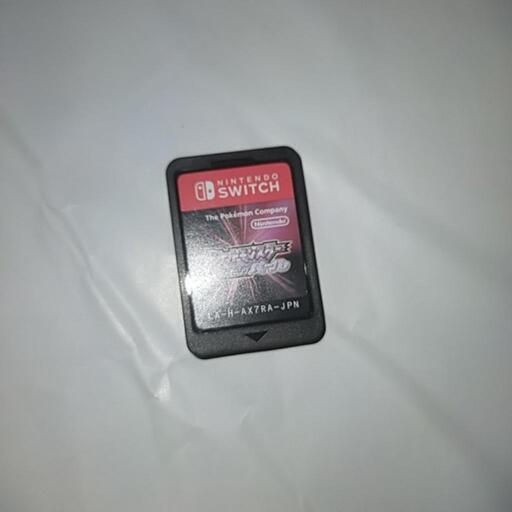 NINTENDO
SWITCH
The Pokémon Company
Nintendo
LA-H-AX7RA-JPN